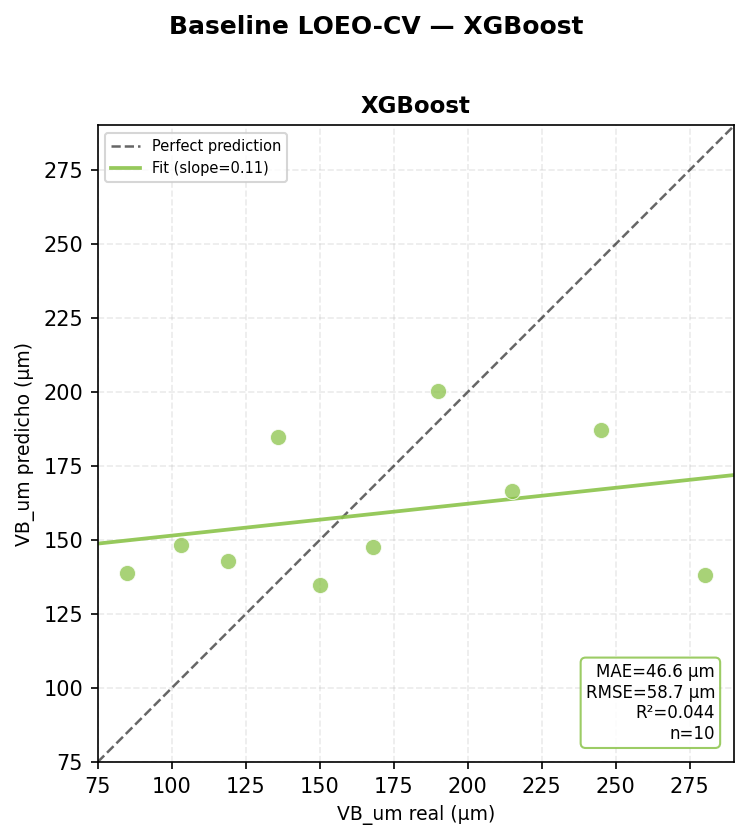 Baseline LOEO-CV — XGBoost
XGBoost
Perfect prediction
Fit (slope=0.11)
275
250
225
200
175
150
125
100
75
VB_um predicho (μm)
MAE=46.6 μm
RMSE=58.7 μm
R²=0.044
n=10
75 100 125 150 175 200 225 250 275
VB_um real (μm)